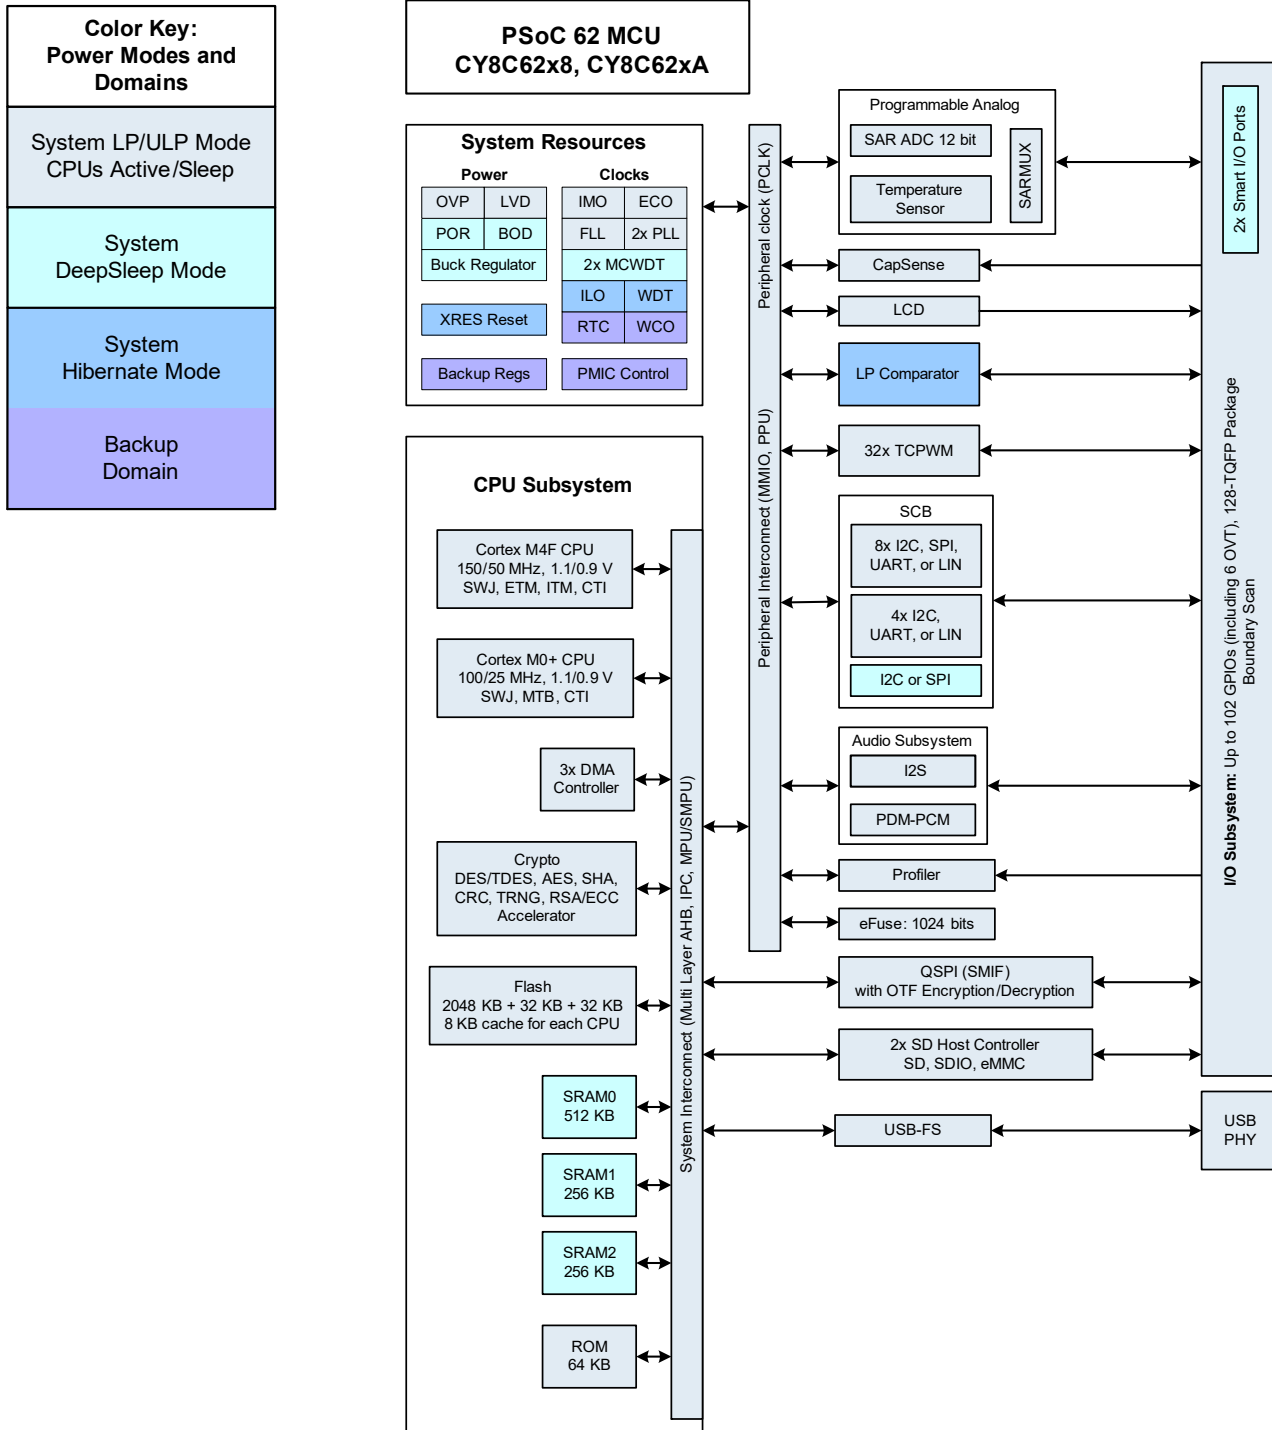 Color Key:
Power Modes and
Domains
System LP/ULP Mode
CPUs Active/Sleep
System
DeepSleep Mode
System
Hibernate Mode
Backup
Domain
PSoC 62 MCU
CY8C62x8, CY8C62xA
System Resources
Power
Clocks
OVP
LVD
IMO
ECO
POR
BOD
FLL
2x PLL
Buck Regulator
2x MCWDT
ILO
WDT
XRES Reset
RTC
WCO
Backup Regs
PMIC Control
CPU Subsystem
Cortex M4F CPU
150/50 MHz, 1.1/0.9 V
SWJ, ETM, ITM, CTI
Cortex M0+ CPU
100/25 MHz, 1.1/0.9 V
SWJ, MTB, CTI
3x DMA
Controller
Crypto
DES/TDES, AES, SHA,
CRC, TRNG, RSA/ECC
Accelerator
Flash
2048 KB + 32 KB + 32 KB
8 KB cache for each CPU
SRAM0
512 KB
SRAM1
256 KB
SRAM2
256 KB
ROM
64 KB
System Interconnect (Multi Layer AHB, IPC, MPU/SMPU)
Peripheral clock (PCLK)
Peripheral Interconnect (MMIO, PPU)
Programmable Analog
SAR ADC 12 bit
Temperature
Sensor
SARMUX
CapSense
LCD
LP Comparator
32x TCPWM
SCB
8x I2C, SPI,
UART, or LIN
4x I2C,
UART, or LIN
I2C or SPI
Audio Subsystem
I2S
PDM-PCM
Profiler
eFuse: 1024 bits
QSPI (SMIF)
with OTF Encryption/Decryption
2x SD Host Controller
SD, SDIO, eMMC
USB-FS
2x Smart I/O Ports
I/O Subsystem: Up to 102 GPIOs (including 6 OVT), 128-TQFP Package
Boundary Scan
USB
PHY